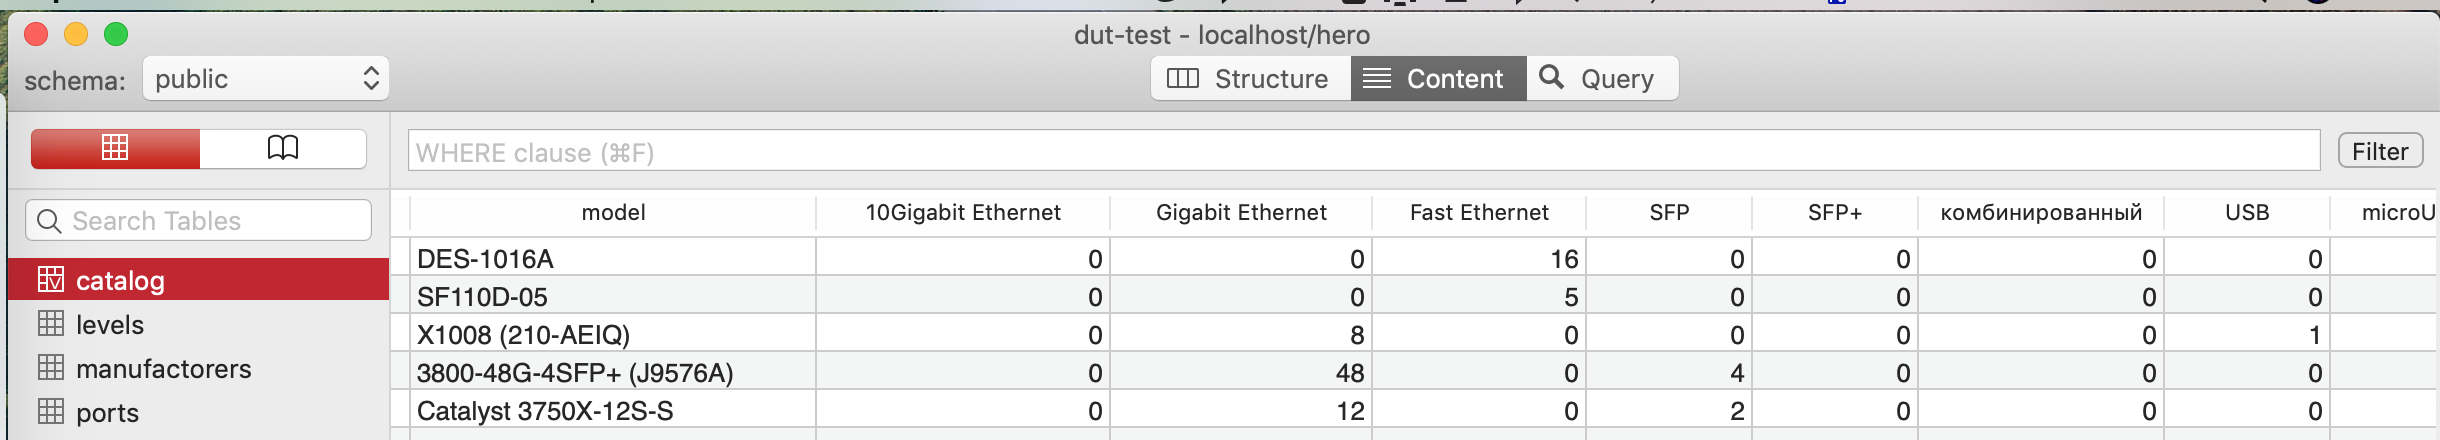 dut-test - localhost/hero
schema: public
Structure Content Query
WHERE clause (⌘F) Filter
Search Tables
catalog
levels
manufactorers
ports
model 10Gigabit Ethernet Gigabit Ethernet Fast Ethernet SFP SFP+ комбинированный USB microU
DES-1016A 0 0 16 0 0 0 0
SF110D-05 0 0 5 0 0 0 0
X1008 (210-AEIQ) 0 8 0 0 0 0 1
3800-48G-4SFP+ (J9576A) 0 48 0 4 0 0 0
Catalyst 3750X-12S-S 0 12 0 2 0 0 0